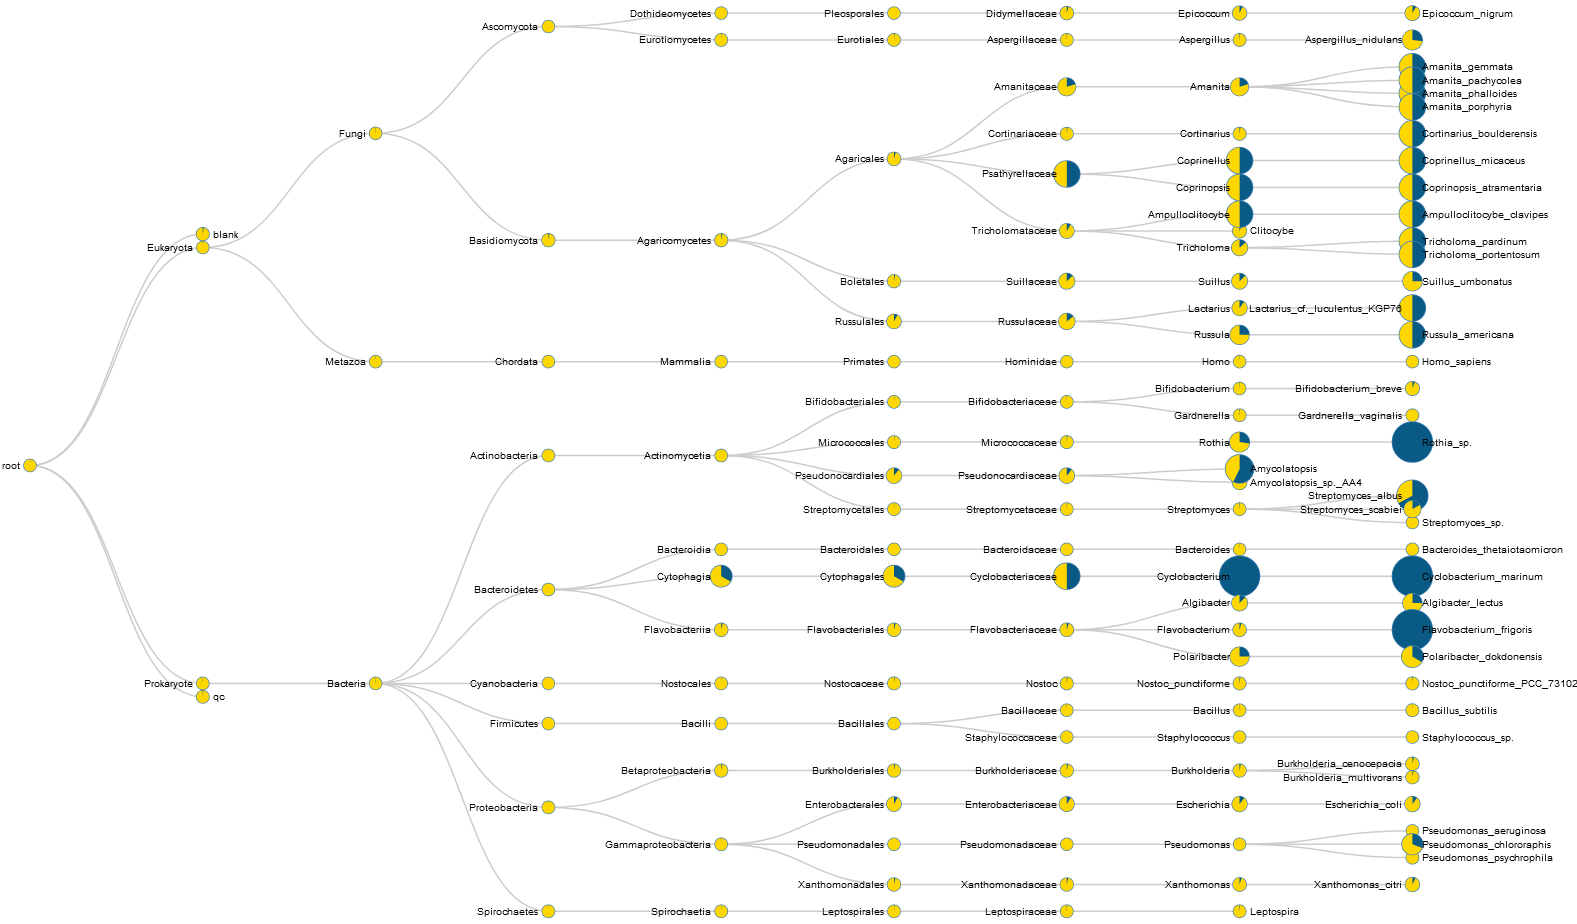 Dothideomycetes Pleosporales Didymellaceae Epicoccum Epicoccum_nigrum
Ascomycota
Eurotiomycetes Eurotiales Aspergillaceae Aspergillus Aspergillus_nidulans
Amanita_gemmata
Amanita_pachycolea
Amanitaceae Amanita
Amanita_phalloides
Amanita_porphyria
Fungi Cortinariaceae Cortinarius Cortinarius_boulderensis
Agaricales
Coprinellus Coprinellus_micaceus
Psathyrellaceae
Coprinopsis Coprinopsis_atramentaria
Ampulloclitocybe Ampulloclitocybe_clavipes
blank
Tricholomataceae Clitocybe
Basidiomycota Agaricomycetes
Tricholoma_pardinum
Eukaryota Tricholoma
Tricholoma_portentosum
Boletales Suillaceae Suillus Suillus_umbonatus
Lactarius Lactarius_cf._luculentus_KGP76
Russulales Russulaceae
Russula Russula_americana
Metazoa Chordata Mammalia Primates Hominidae Homo Homo_sapiens
Bifidobacterium Bifidobacterium_breve
Bifidobacteriales Bifidobacteriaceae
Gardnerella Gardnerella_vaginalis
Micrococcales Micrococcaceae Rothia Rothia_sp.
Actinobacteria Actinomycetia
root
Amycolatopsis
Pseudonocardiales Pseudonocardiaceae
Amycolatopsis_sp._AA4
Streptomyces_albus
Streptomycetales Streptomycetaceae Streptomyces Streptomyces_scabiei
Streptomyces_sp.
Bacteroidia Bacteroidales Bacteroidaceae Bacteroides Bacteroides_thetaiotaomicron
Cytophagia Cytophagales Cyclobacteriaceae Cyclobacterium Cyclobacterium_marinum
Bacteroidetes
Algibacter Algibacter_lectus
Flavobacteriia Flavobacteriales Flavobacteriaceae Flavobacterium Flavobacterium_frigoris
Polaribacter Polaribacter_dokdonensis
Prokaryote Bacteria Cyanobacteria Nostocales Nostocaceae Nostoc Nostoc_punctiforme Nostoc_punctiforme_PCC_73102
qc
Bacillaceae Bacillus Bacillus_subtilis
Firmicutes Bacilli Bacillales
Staphylococcaceae Staphylococcus Staphylococcus_sp.
Burkholderia_cenocepacia
Betaproteobacteria Burkholderiales Burkholderiaceae Burkholderia
Burkholderia_multivorans
Proteobacteria
Enterobacterales Enterobacteriaceae Escherichia Escherichia_coli
Pseudomonas_aeruginosa
Gammaproteobacteria Pseudomonadales Pseudomonadaceae Pseudomonas Pseudomonas_chlororaphis
Pseudomonas_psychrophila
Xanthomonadales Xanthomonadaceae Xanthomonas Xanthomonas_citri
Spirochaetes Spirochaetia Leptospirales Leptospiraceae Leptospira